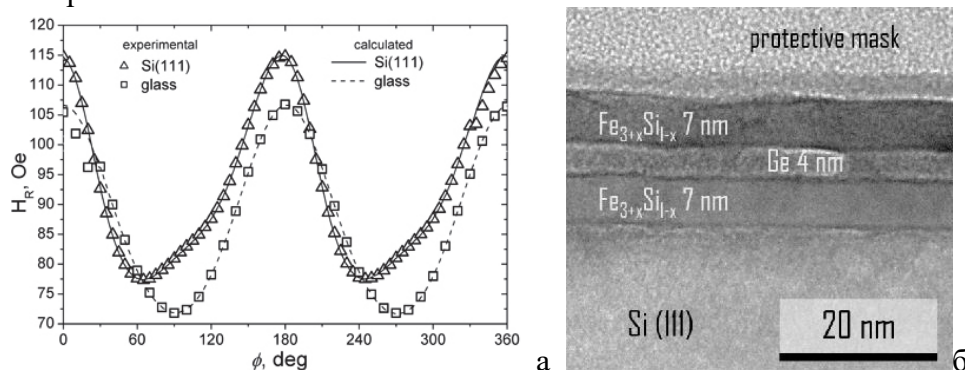 120
115
110
105
100
95
90
85
80
75
70
H_R, Oe
experimental
calculated
△ Si(111)
— Si(111)
□ glass
--- glass
0 60 120 180 240 300 360
ϕ, deg
а
protective mask
Fe3+xSi1-x 7 nm
Ge 4 nm
Fe3+xSi1-x 7 nm
Si (111)
20 nm
б